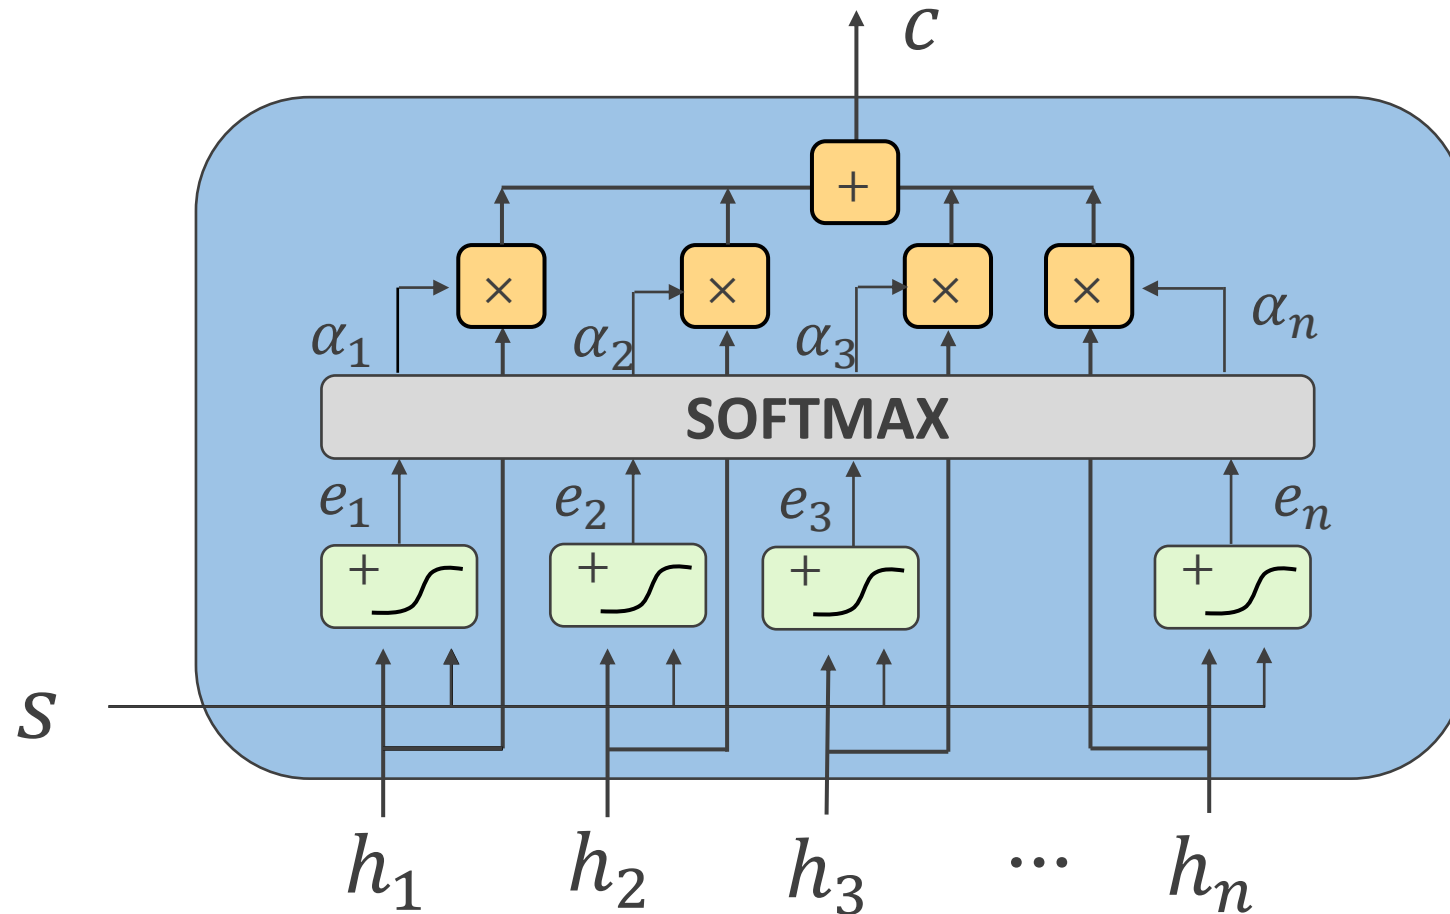 c
+
× × × ×
α₁ α₂ α₃ αₙ
SOFTMAX
e₁ e₂ e₃ eₙ
+ + + +
s
h₁ h₂ h₃ ⋯ hₙ